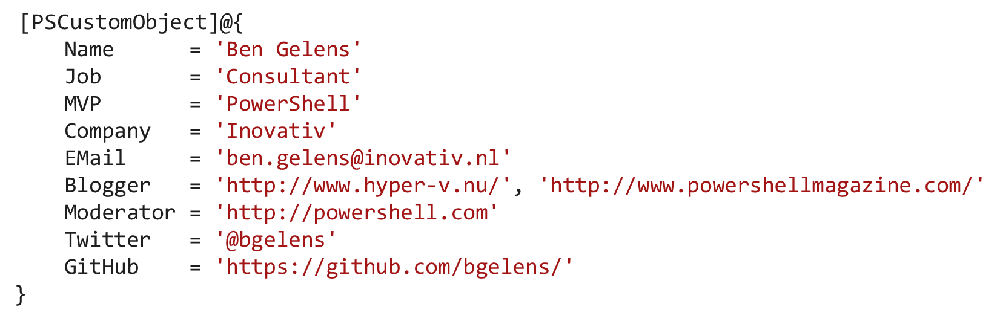 [PSCustomObject]@{
    Name      = 'Ben Gelens'
    Job       = 'Consultant'
    MVP       = 'PowerShell'
    Company   = 'Inovativ'
    EMail     = 'ben.gelens@inovativ.nl'
    Blogger   = 'http://www.hyper-v.nu/', 'http://www.powershellmagazine.com/'
    Moderator = 'http://powershell.com'
    Twitter   = '@bgelens'
    GitHub    = 'https://github.com/bgelens/'
}